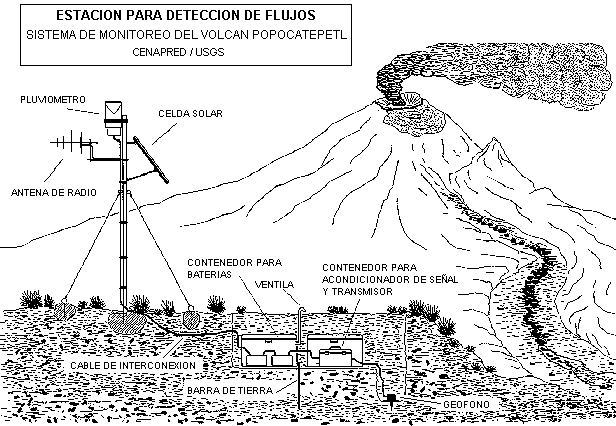 ESTACION PARA DETECCION DE FLUJOS
SISTEMA DE MONITOREO DEL VOLCAN POPOCATEPETL
CENAPRED / USGS
PLUVIOMETRO
CELDA SOLAR
ANTENA DE RADIO
CONTENEDOR PARA
BATERIAS
VENTILA
CONTENEDOR PARA
ACONDICIONADOR DE SEÑAL
Y TRANSMISOR
CABLE DE INTERCONEXION
BARRA DE TIERRA
GEOFONO